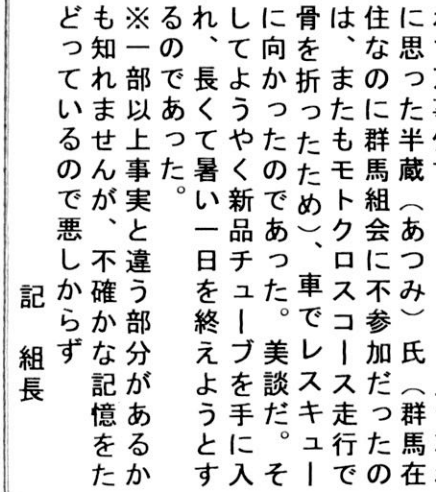 に思った半蔵（あつみ）氏（群馬在
住なのに群馬組会に不参加だったの
は、またもモトクロスコース走行で
骨を折ったため）、車でレスキュー
に向かったのであった。美談だ。そ
してようやく新品チューブを手に入
れ、長くて暑い一日を終えようとす
るのであった。
※一部以上事実と違う部分があるか
も知れませんが、不確かな記憶をた
どっているので悪しからず
記　組長